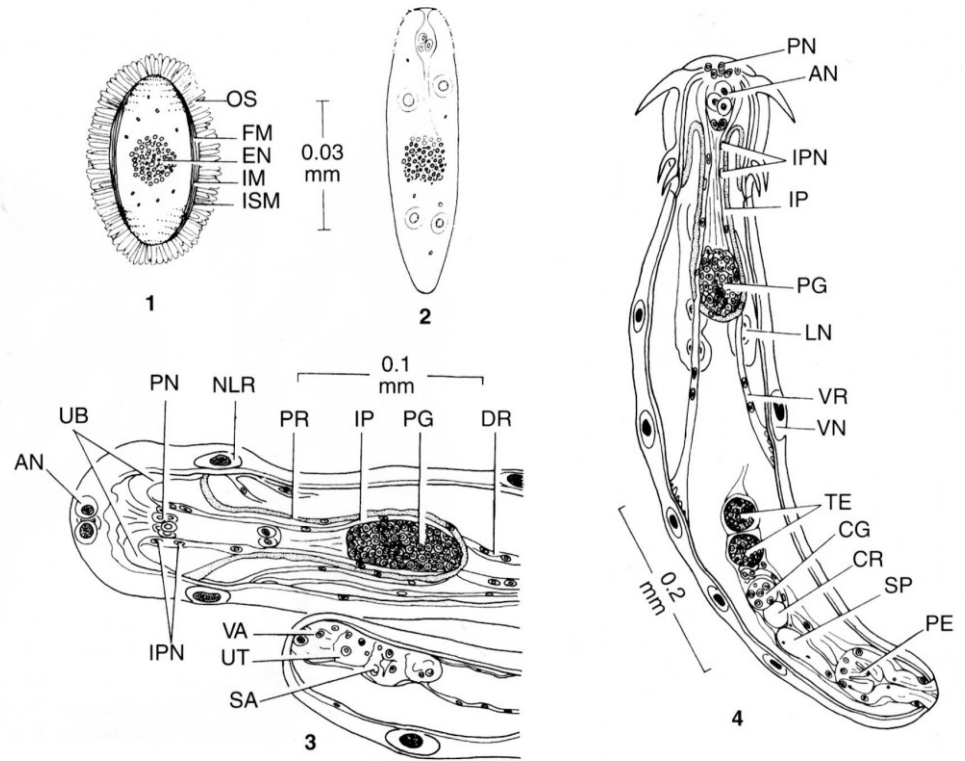 OS
FM
EN
IM
ISM
0.03
mm
1
2
PN
AN
IPN
IP
PG
LN
VR
VN
TE
CG
CR
SP
PE
0.2
mm
4
0.1
mm
PN NLR
UB PR IP PG DR
AN
IPN
VA
UT
SA
3